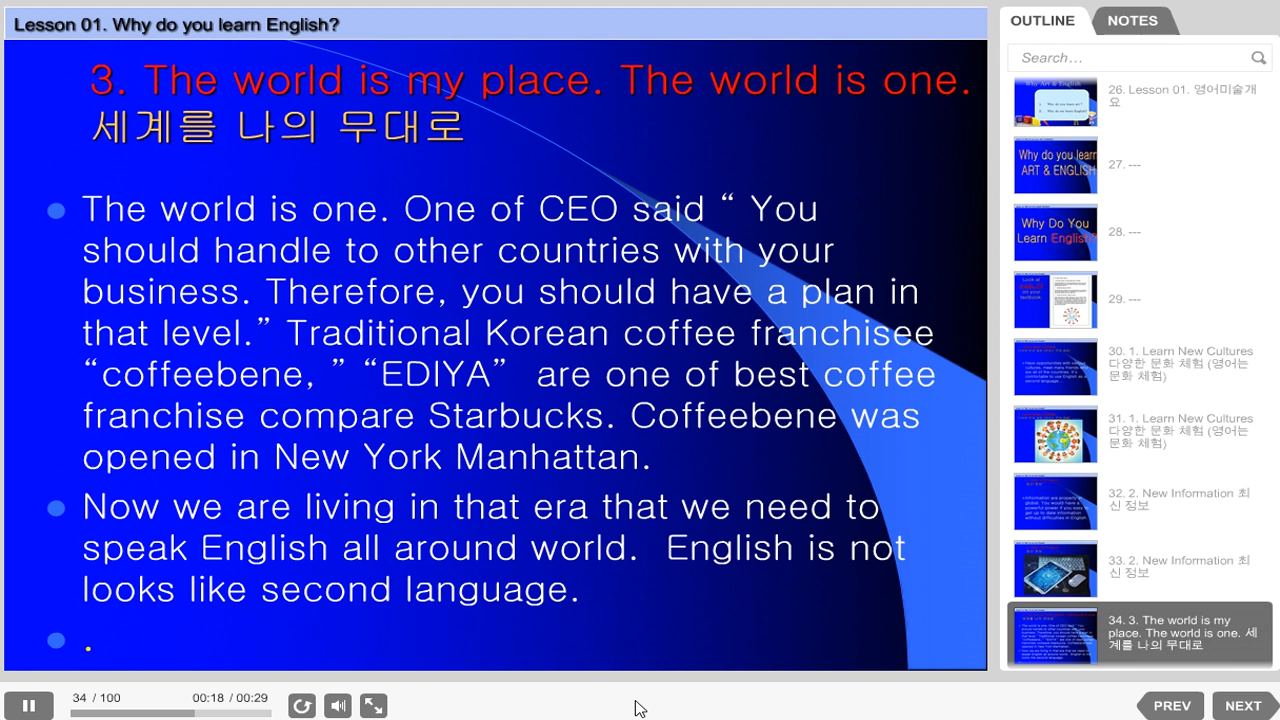 Lesson 01. Why do you learn English?
3. The world is my place. The world is one.
세계를 나의 무대로
The world is one. One of CEO said “ You
should handle to other countries with your
business. Therefore, you should have a plan in
that level.” Traditional Korean coffee franchisee
“coffeebene, ” “EDIYA” are one of best coffee
franchise compare Starbucks. Coffeebene was
opened in New York Manhattan.
Now we are living in that era that we need to
speak English all around world. English is not
looks like second language.
.
34 / 100
00:18 / 00:29
OUTLINE
NOTES
Search...
Why Art & English
26. Lesson 01. 영어미술개
요
Why do you learn
ART & ENGLISH
27. ---
Why Do You
Learn English?
28. ---
29. ---
30. 1. Learn New Cultures
다양한 문화 체험 (영어는
문화 체험)
31. 1. Learn New Cultures
다양한 문화 체험 (영어는
문화 체험)
32. 2. New Information 최
신 정보
33. 2. New Information 최
신 정보
34. 3. The world is my
place. The world is one. 세
계를 나의 무대로
PREV
NEXT